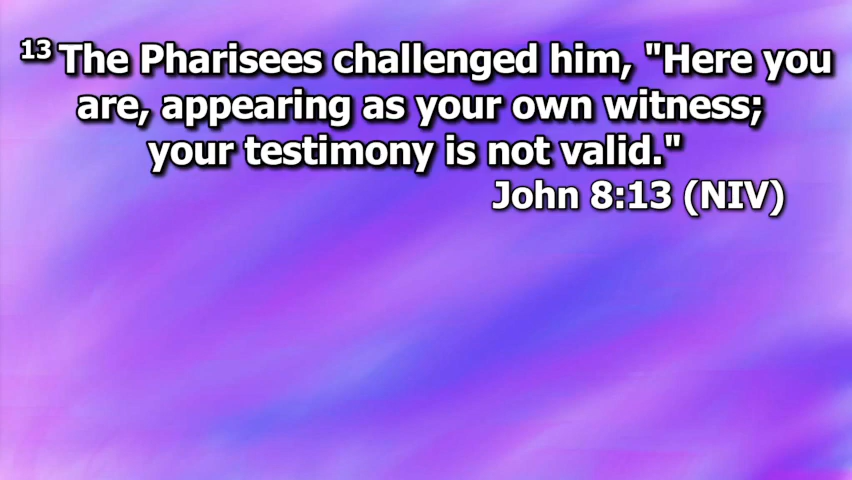 13 The Pharisees challenged him, "Here you
are, appearing as your own witness;
your testimony is not valid."
John 8:13 (NIV)